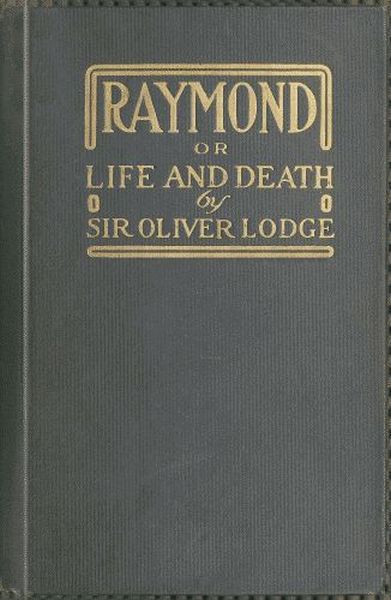 RAYMOND
OR
LIFE AND DEATH
by
SIR OLIVER LODGE